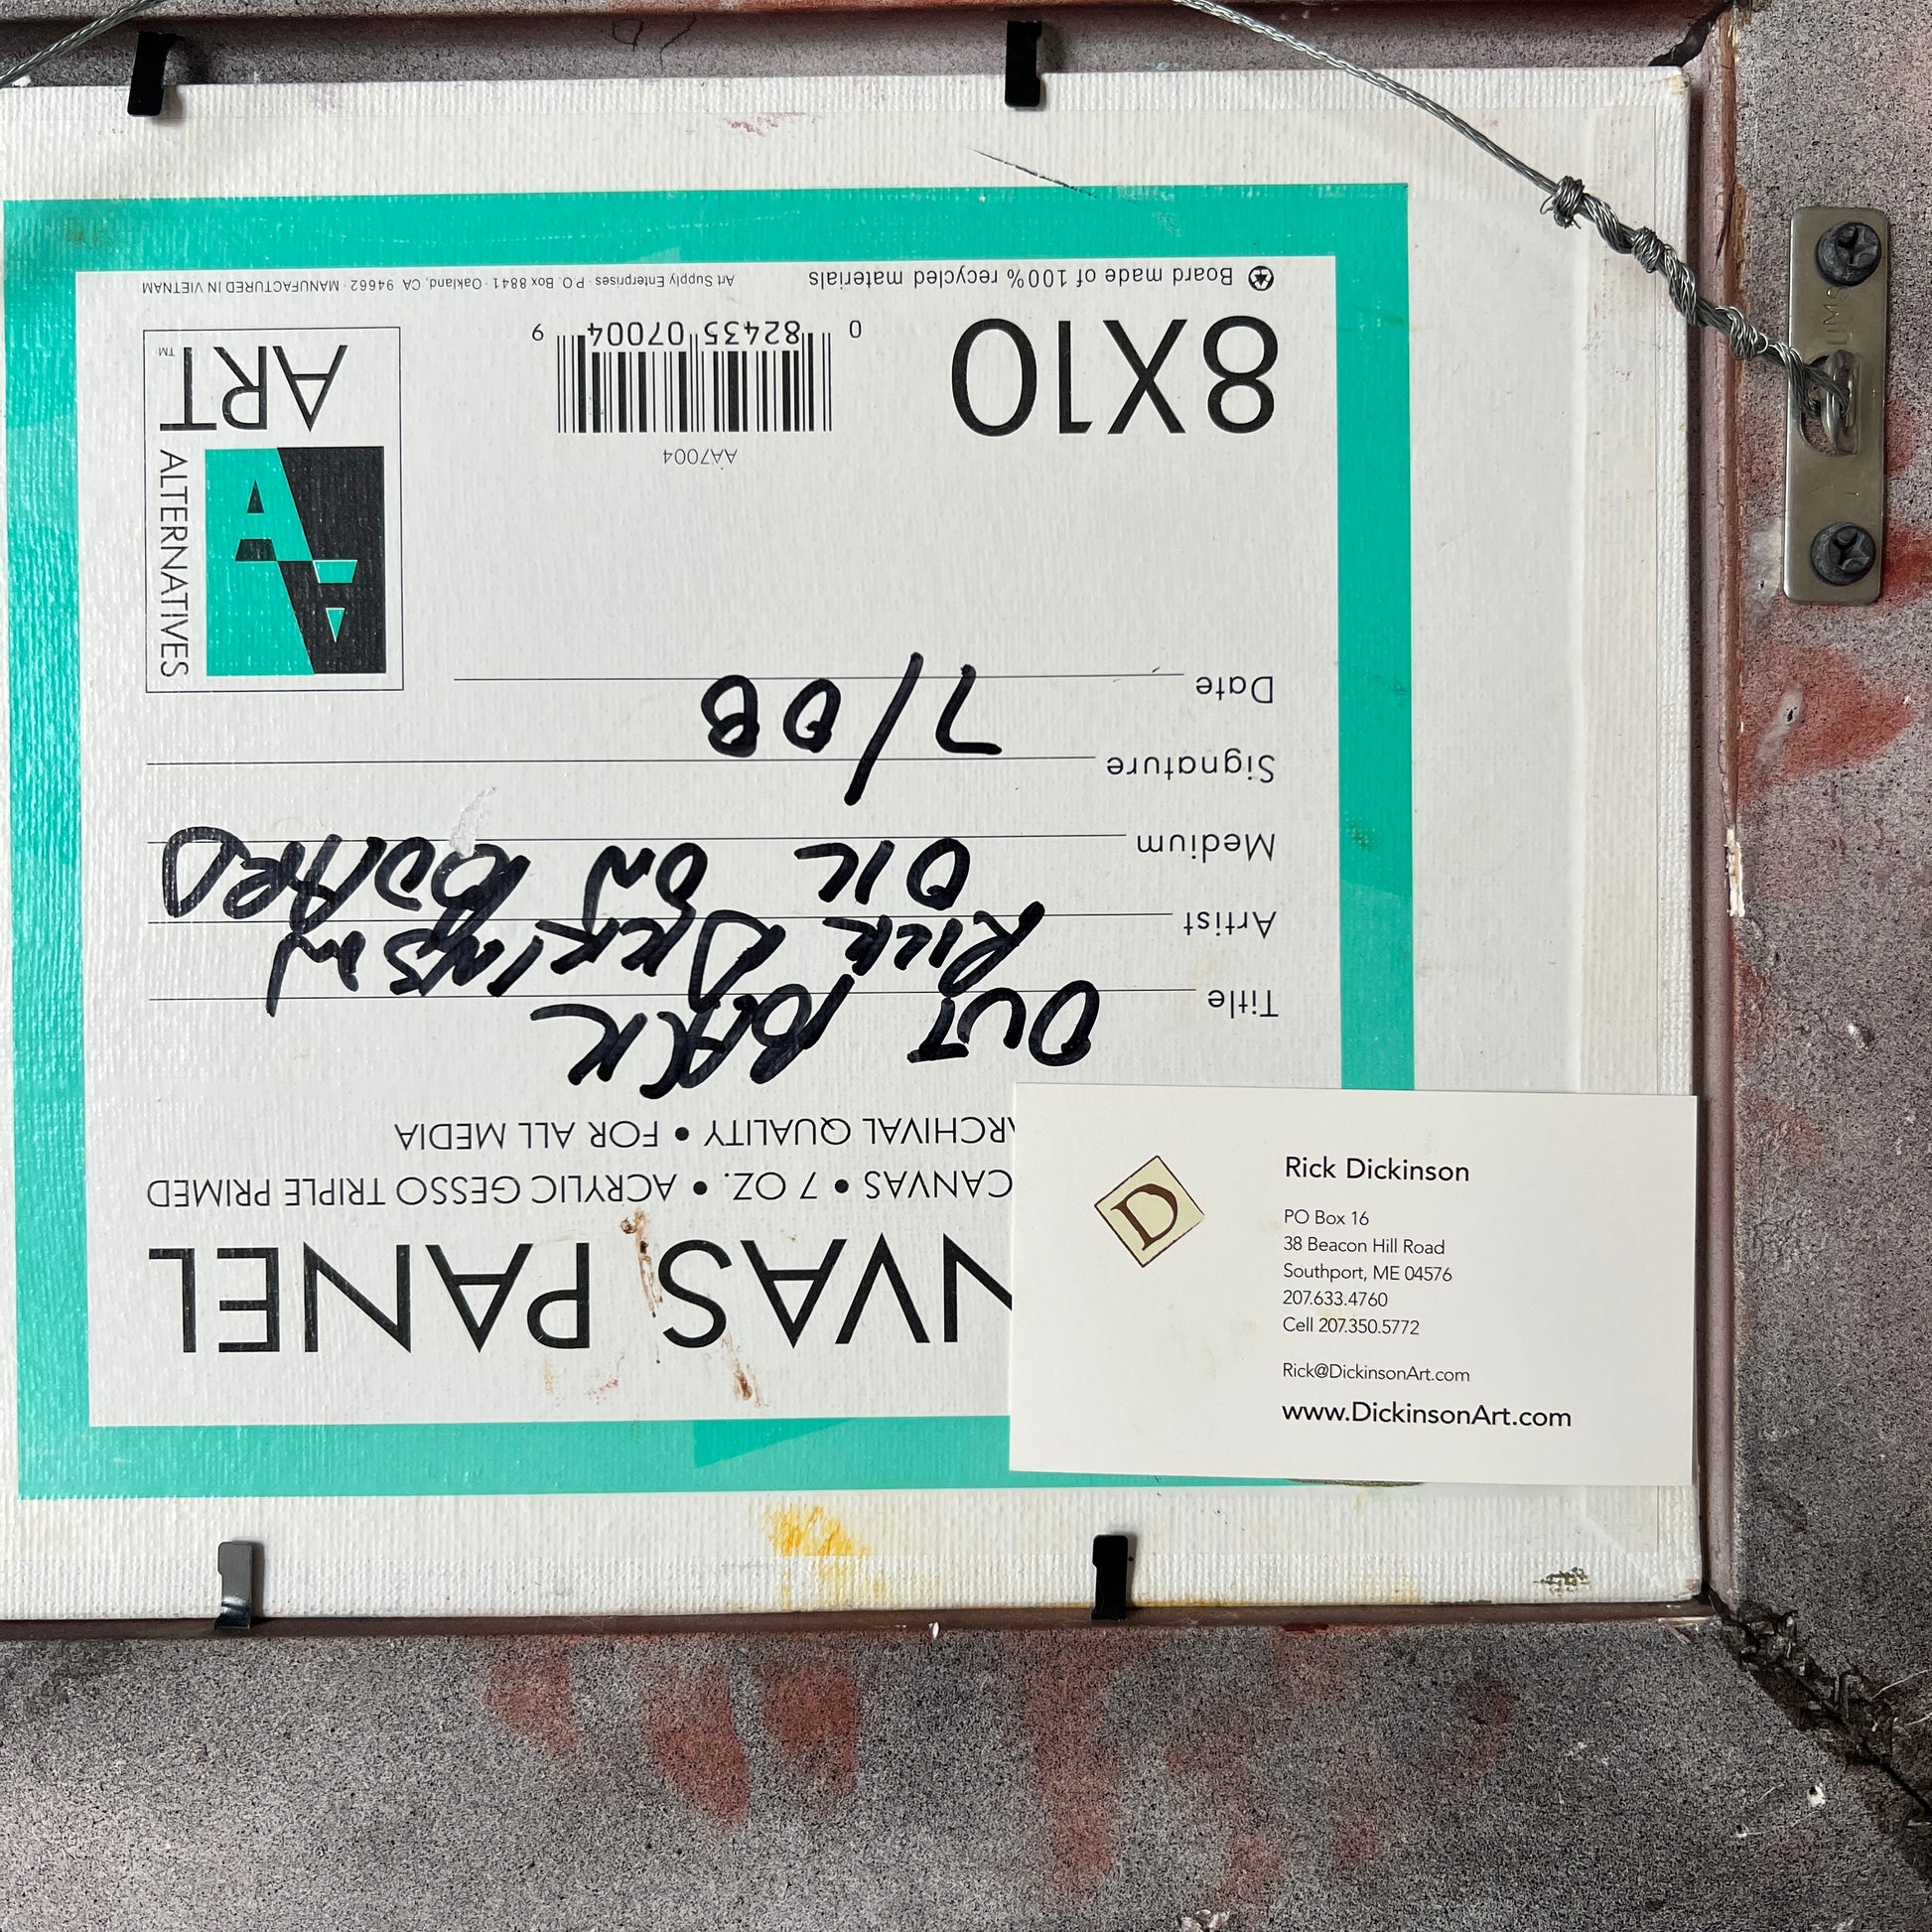 NVAS PANEL
CANVAS • 7 OZ. • ACRYLIC GESSO TRIPLE PRIMED
ARCHIVAL QUALITY • FOR ALL MEDIA
Title OUT BACK
Artist RICK DICKINSON
Medium OIL ON BOARD
Signature
Date 7/08
ART
ALTERNATIVES
AA
TM
8X10
AA7004
0 82435 07004 9
Board made of 100% recycled materials
Art Supply Enterprises · P.O. Box 8841 · Oakland, CA 94662 · MANUFACTURED IN VIETNAM
D
Rick Dickinson
PO Box 16
38 Beacon Hill Road
Southport, ME 04576
207.633.4760
Cell 207.350.5772
Rick@DickinsonArt.com
www.DickinsonArt.com